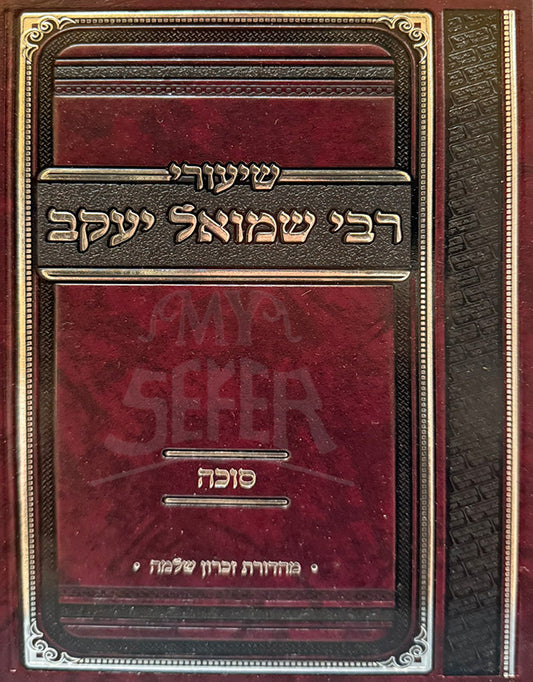 שיעורי
רבי שמואל יעקב
MY
SEFER
סוכה
• מהדורת זכרון שלמה •